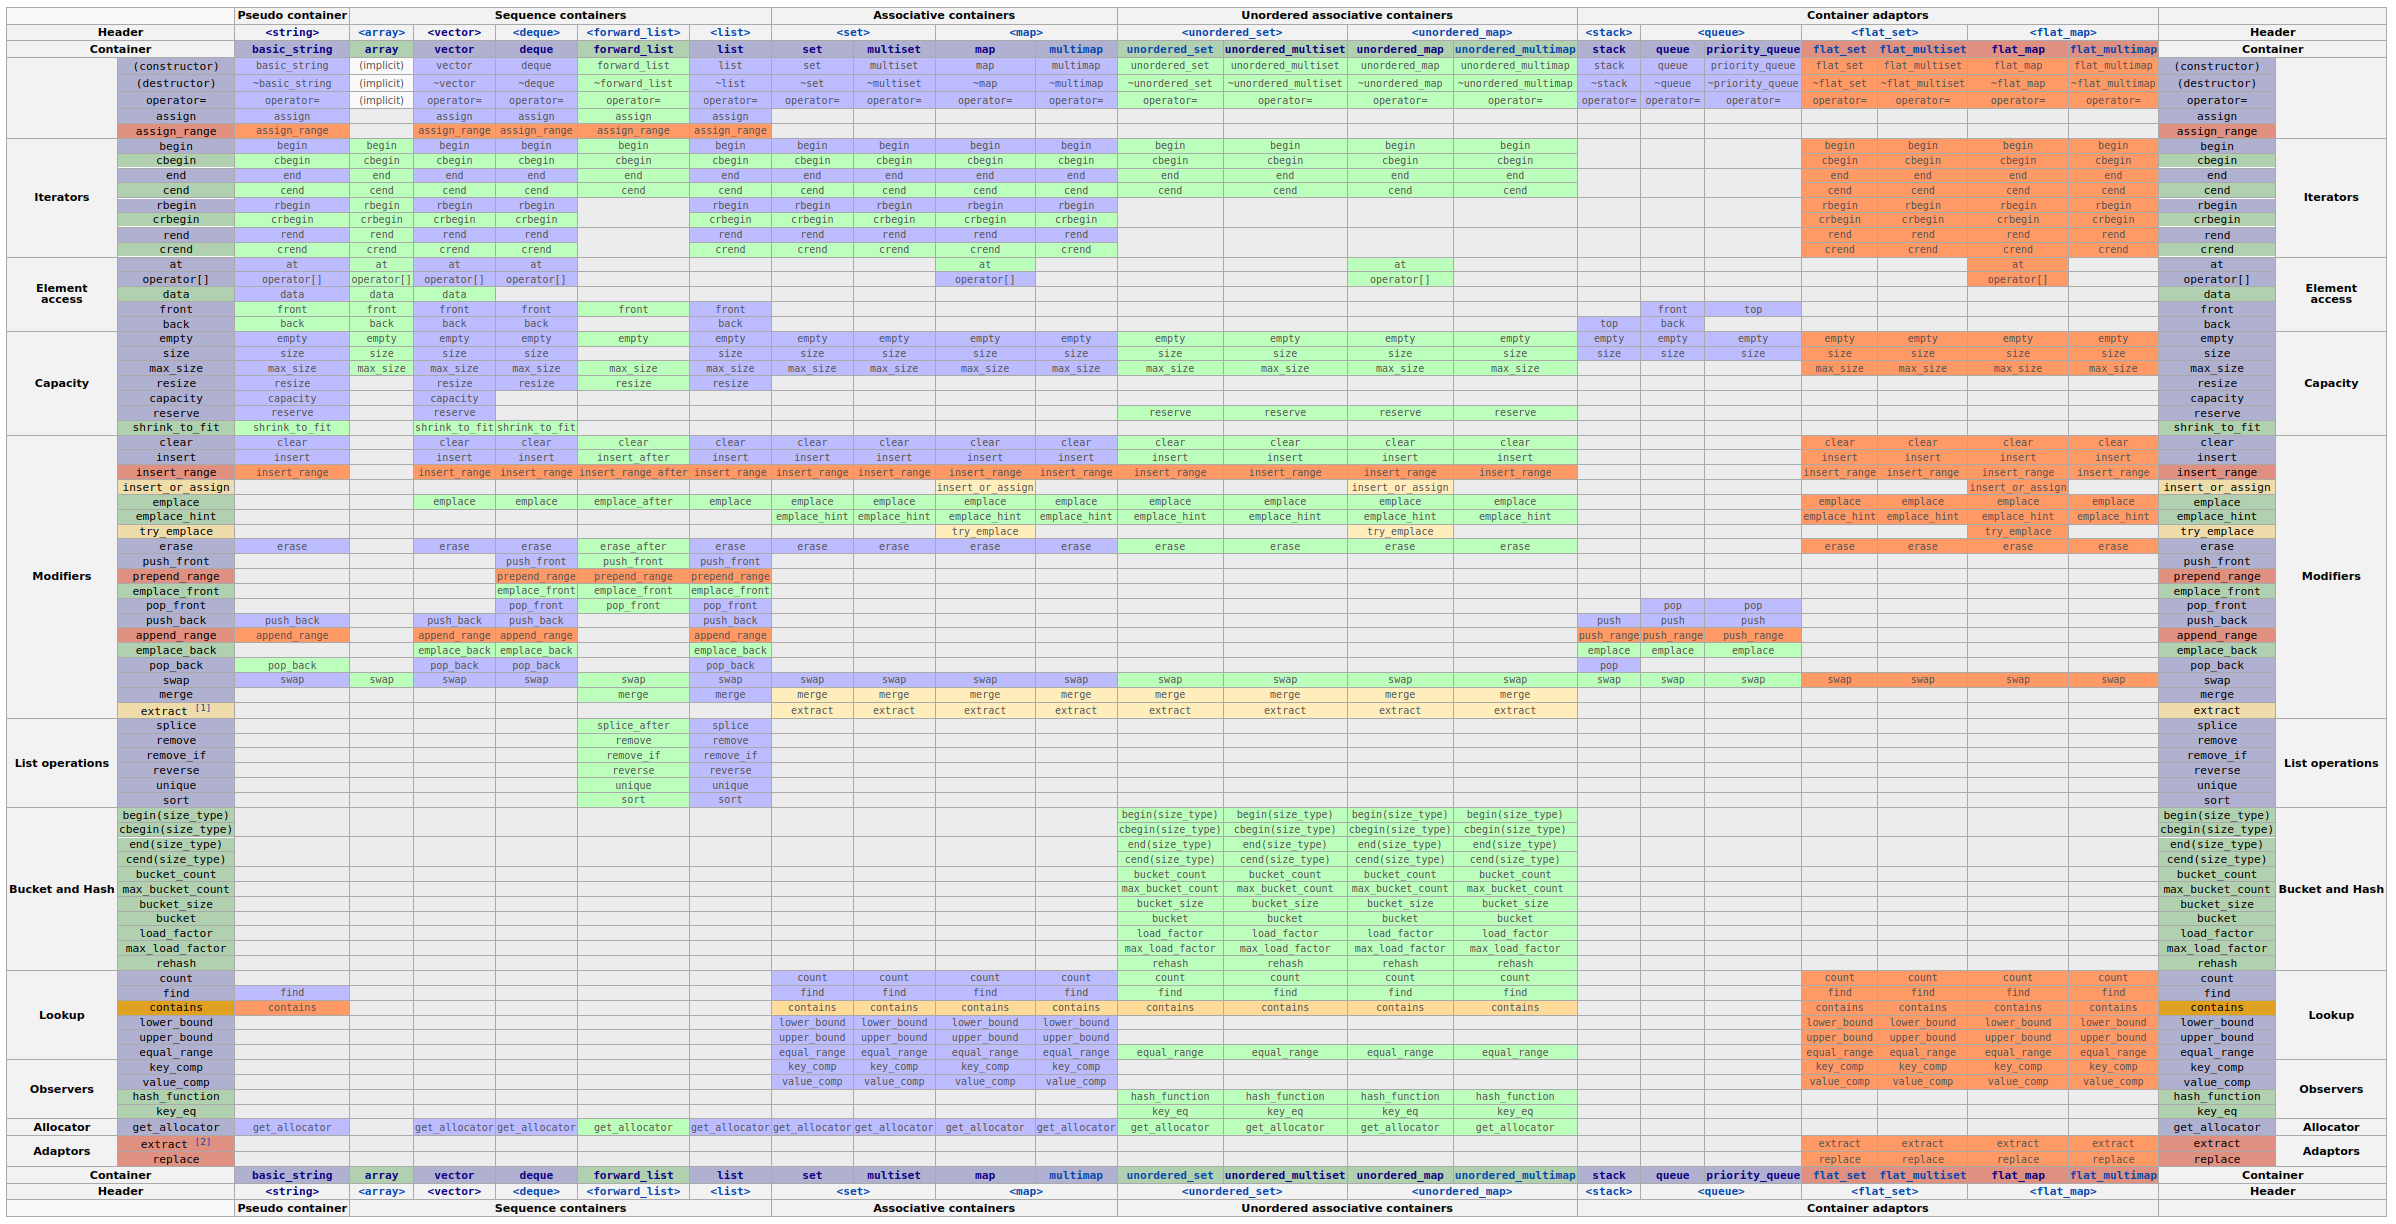 Pseudo container Sequence containers Associative containers Unordered associative containers Container adaptors
Header <string> <array> <vector> <deque> <forward_list> <list> <set> <map> <unordered_set> <unordered_map> <stack> <queue> <flat_set> <flat_map> Header
Container basic_string array vector deque forward_list list set multiset map multimap unordered_set unordered_multiset unordered_map unordered_multimap stack queue priority_queue flat_set flat_multiset flat_map flat_multimap Container
(constructor) basic_string (implicit) vector deque forward_list list set multiset map multimap unordered_set unordered_multiset unordered_map unordered_multimap stack queue priority_queue flat_set flat_multiset flat_map flat_multimap (constructor)
(destructor) ~basic_string (implicit) ~vector ~deque ~forward_list ~list ~set ~multiset ~map ~multimap ~unordered_set ~unordered_multiset ~unordered_map ~unordered_multimap ~stack ~queue ~priority_queue ~flat_set ~flat_multiset ~flat_map ~flat_multimap (destructor)
operator= operator= (implicit) operator= operator= operator= operator= operator= operator= operator= operator= operator= operator= operator= operator= operator= operator= operator= operator= operator= operator= operator= operator=
assign assign assign assign assign assign assign
assign_range assign_range assign_range assign_range assign_range assign_range assign_range
begin begin begin begin begin begin begin begin begin begin begin begin begin begin begin begin begin begin begin begin
cbegin cbegin cbegin cbegin cbegin cbegin cbegin cbegin cbegin cbegin cbegin cbegin cbegin cbegin cbegin cbegin cbegin cbegin cbegin cbegin
end end end end end end end end end end end end end end end end end end end end
cend cend cend cend cend cend cend cend cend cend cend cend cend cend cend cend cend cend cend cend
Iterators Iterators
rbegin rbegin rbegin rbegin rbegin rbegin rbegin rbegin rbegin rbegin rbegin rbegin rbegin rbegin rbegin
crbegin crbegin crbegin crbegin crbegin crbegin crbegin crbegin crbegin crbegin crbegin crbegin crbegin crbegin crbegin
rend rend rend rend rend rend rend rend rend rend rend rend rend rend rend
crend crend crend crend crend crend crend crend crend crend crend crend crend crend crend
at at at at at at at at at
operator[] operator[] operator[] operator[] operator[] operator[] operator[] operator[] operator[]
Element access Element access
data data data data data
front front front front front front front front top front
back back back back back back top back back
empty empty empty empty empty empty empty empty empty empty empty empty empty empty empty empty empty empty empty empty empty empty empty
size size size size size size size size size size size size size size size size size size size size size size
max_size max_size max_size max_size max_size max_size max_size max_size max_size max_size max_size max_size max_size max_size max_size max_size max_size max_size max_size max_size
Capacity Capacity
resize resize resize resize resize resize resize
capacity capacity capacity capacity
reserve reserve reserve reserve reserve reserve reserve reserve
shrink_to_fit shrink_to_fit shrink_to_fit shrink_to_fit shrink_to_fit
clear clear clear clear clear clear clear clear clear clear clear clear clear clear clear clear clear clear clear
insert insert insert insert insert_after insert insert insert insert insert insert insert insert insert insert insert insert insert insert
insert_range insert_range insert_range insert_range insert_range_after insert_range insert_range insert_range insert_range insert_range insert_range insert_range insert_range insert_range insert_range insert_range insert_range insert_range insert_range
insert_or_assign insert_or_assign insert_or_assign insert_or_assign insert_or_assign
emplace emplace emplace emplace_after emplace emplace emplace emplace emplace emplace emplace emplace emplace emplace emplace emplace emplace emplace
emplace_hint emplace_hint emplace_hint emplace_hint emplace_hint emplace_hint emplace_hint emplace_hint emplace_hint emplace_hint emplace_hint emplace_hint emplace_hint emplace_hint
try_emplace try_emplace try_emplace try_emplace try_emplace
erase erase erase erase erase_after erase erase erase erase erase erase erase erase erase erase erase erase erase erase
push_front push_front push_front push_front push_front
Modifiers Modifiers
prepend_range prepend_range prepend_range prepend_range prepend_range
emplace_front emplace_front emplace_front emplace_front emplace_front
pop_front pop_front pop_front pop_front pop pop pop_front
push_back push_back push_back push_back push_back push push push push_back
append_range append_range append_range append_range append_range push_range push_range push_range append_range
emplace_back emplace_back emplace_back emplace_back emplace emplace emplace emplace_back
pop_back pop_back pop_back pop_back pop_back pop pop_back
swap swap swap swap swap swap swap swap swap swap swap swap swap swap swap swap swap swap swap swap swap swap swap
merge merge merge merge merge merge merge merge merge merge merge merge
extract [1] extract extract extract extract extract extract extract extract extract
splice splice_after splice splice
remove remove remove remove
remove_if remove_if remove_if remove_if
List operations List operations
reverse reverse reverse reverse
unique unique unique unique
sort sort sort sort
begin(size_type) begin(size_type) begin(size_type) begin(size_type) begin(size_type) begin(size_type)
cbegin(size_type) cbegin(size_type) cbegin(size_type) cbegin(size_type) cbegin(size_type) cbegin(size_type)
end(size_type) end(size_type) end(size_type) end(size_type) end(size_type) end(size_type)
cend(size_type) cend(size_type) cend(size_type) cend(size_type) cend(size_type) cend(size_type)
bucket_count bucket_count bucket_count bucket_count bucket_count bucket_count
Bucket and Hash max_bucket_count max_bucket_count max_bucket_count max_bucket_count max_bucket_count max_bucket_count Bucket and Hash
bucket_size bucket_size bucket_size bucket_size bucket_size bucket_size
bucket bucket bucket bucket bucket bucket
load_factor load_factor load_factor load_factor load_factor load_factor
max_load_factor max_load_factor max_load_factor max_load_factor max_load_factor max_load_factor
rehash rehash rehash rehash rehash rehash
count count count count count count count count count count count count count count
find find find find find find find find find find find find find find find
contains contains contains contains contains contains contains contains contains contains contains contains contains contains contains
Lookup Lookup
lower_bound lower_bound lower_bound lower_bound lower_bound lower_bound lower_bound lower_bound lower_bound lower_bound
upper_bound upper_bound upper_bound upper_bound upper_bound upper_bound upper_bound upper_bound upper_bound upper_bound
equal_range equal_range equal_range equal_range equal_range equal_range equal_range equal_range equal_range equal_range equal_range equal_range equal_range equal_range
key_comp key_comp key_comp key_comp key_comp key_comp key_comp key_comp key_comp key_comp
value_comp value_comp value_comp value_comp value_comp value_comp value_comp value_comp value_comp value_comp
Observers Observers
hash_function hash_function hash_function hash_function hash_function hash_function
key_eq key_eq key_eq key_eq key_eq key_eq
Allocator get_allocator get_allocator get_allocator get_allocator get_allocator get_allocator get_allocator get_allocator get_allocator get_allocator get_allocator get_allocator get_allocator get_allocator get_allocator Allocator
extract [2] extract extract extract extract extract
Adaptors Adaptors
replace replace replace replace replace replace
Container basic_string array vector deque forward_list list set multiset map multimap unordered_set unordered_multiset unordered_map unordered_multimap stack queue priority_queue flat_set flat_multiset flat_map flat_multimap Container
Header <string> <array> <vector> <deque> <forward_list> <list> <set> <map> <unordered_set> <unordered_map> <stack> <queue> <flat_set> <flat_map> Header
Pseudo container Sequence containers Associative containers Unordered associative containers Container adaptors